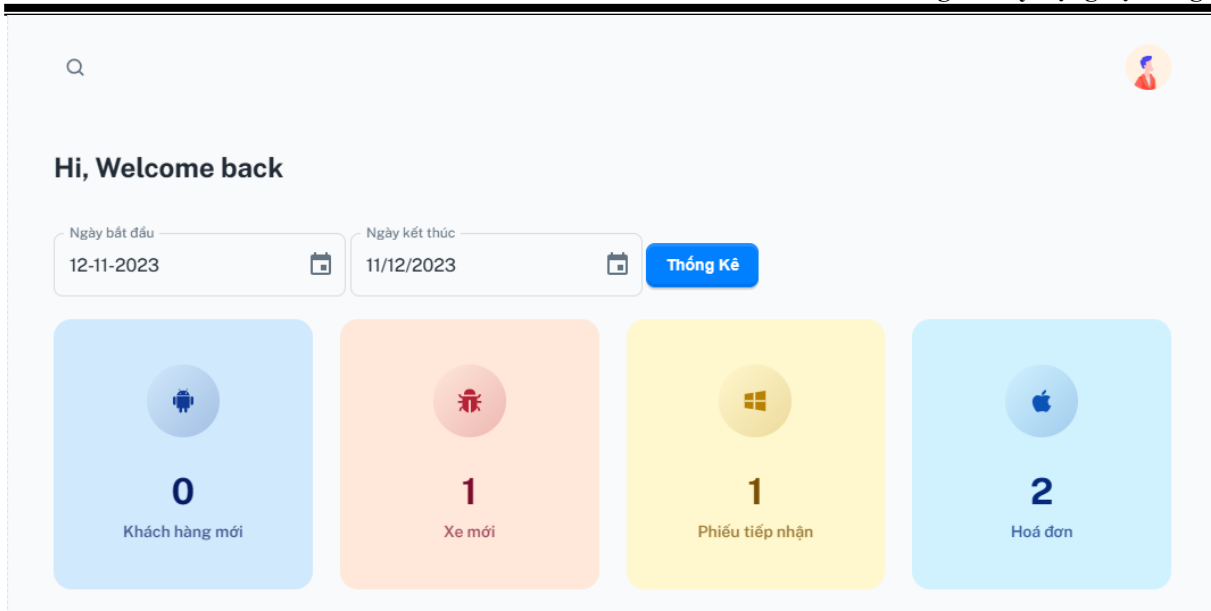 Hi, Welcome back
Ngày bắt đầu
Ngày kết thúc
12-11-2023
11/12/2023
Thống Kê
0
1
1
2
Khách hàng mới
Xe mới
Phiếu tiếp nhận
Hoá đơn